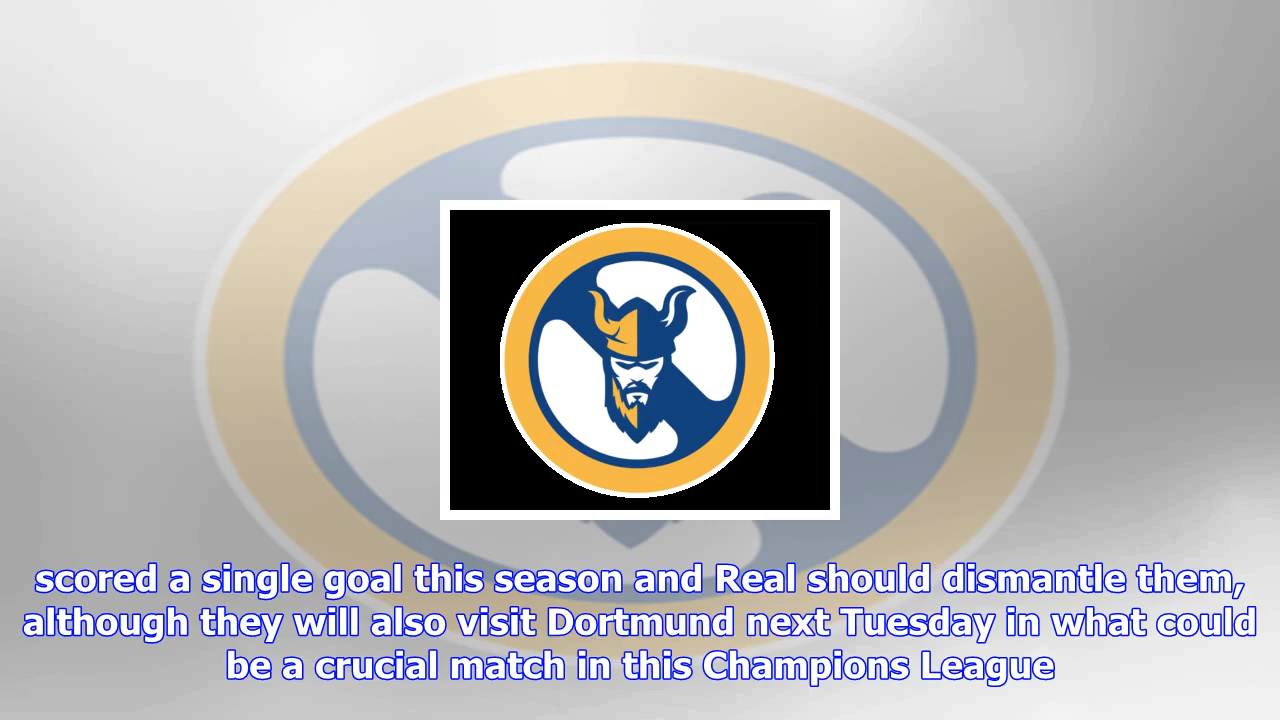 scored a single goal this season and Real should dismantle them,
although they will also visit Dortmund next Tuesday in what could
be a crucial match in this Champions League